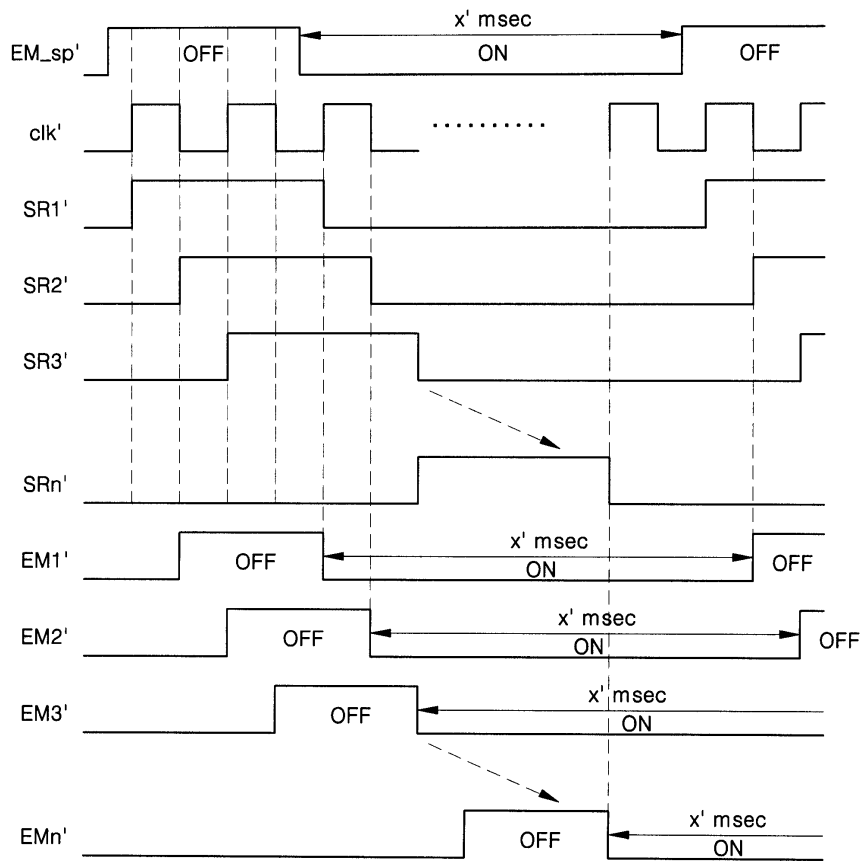 x' msec
EM_sp' OFF ON OFF
clk'
SR1'
SR2'
SR3'
SRn'
x' msec
EM1' OFF ON OFF
x' msec
EM2' OFF ON OFF
x' msec
EM3' OFF ON
x' msec
EMn' OFF ON